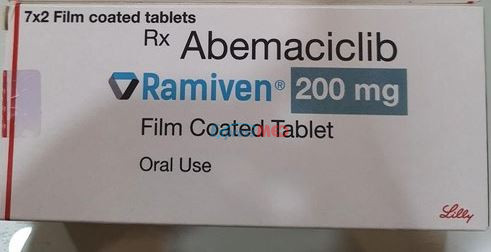 7x2 Film coated tablets
Rx Abemaciclib
Ramiven® 200 mg
Film Coated Tablet
Oral Use
Lilly